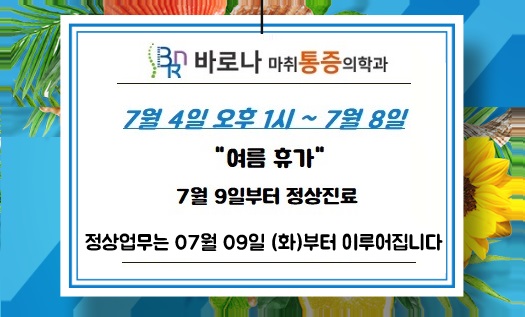 BNR 바로나 마취통증의학과
7월 4일 오후 1시 ~ 7월 8일
"여름 휴가"
7월 9일부터 정상진료
정상업무는 07월 09일 (화)부터 이루어집니다